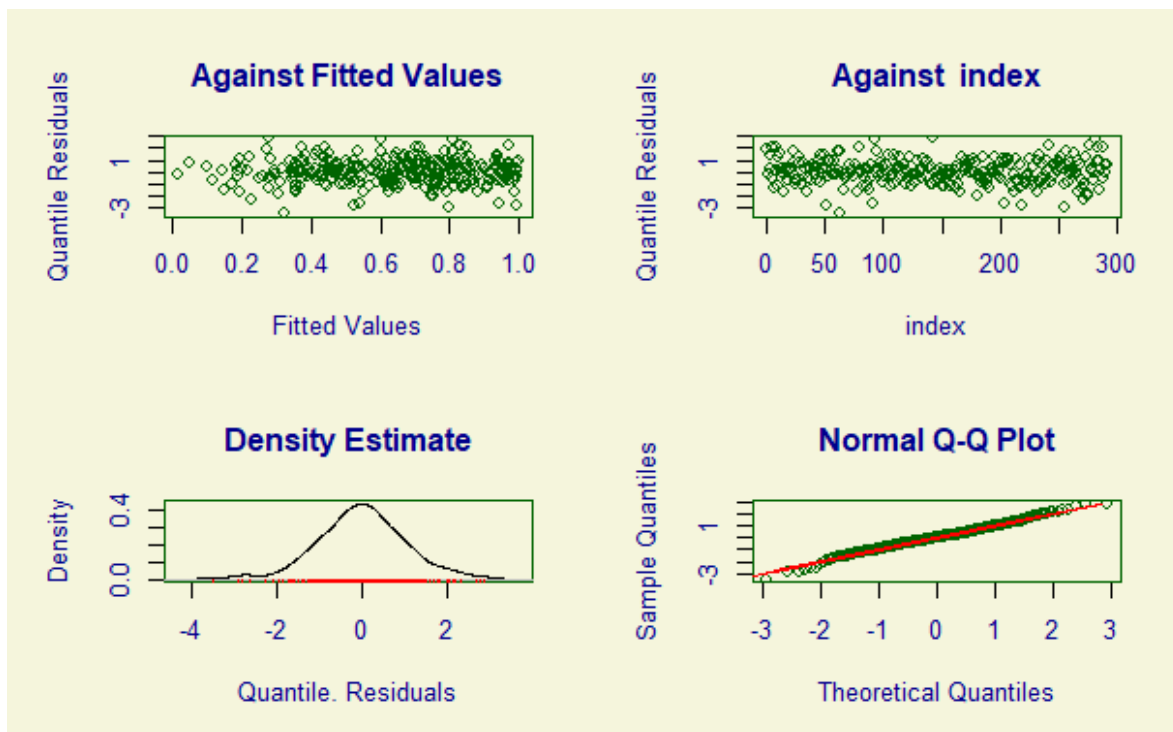 Against Fitted Values
Quantile Residuals
1
-3
0.0 0.2 0.4 0.6 0.8 1.0
Fitted Values
Against index
Quantile Residuals
1
-3
0 50 100 200 300
index
Density Estimate
Density
0.4
0.0
-4 -2 0 2
Quantile. Residuals
Normal Q-Q Plot
Sample Quantiles
1
-3
-3 -2 -1 0 1 2 3
Theoretical Quantiles